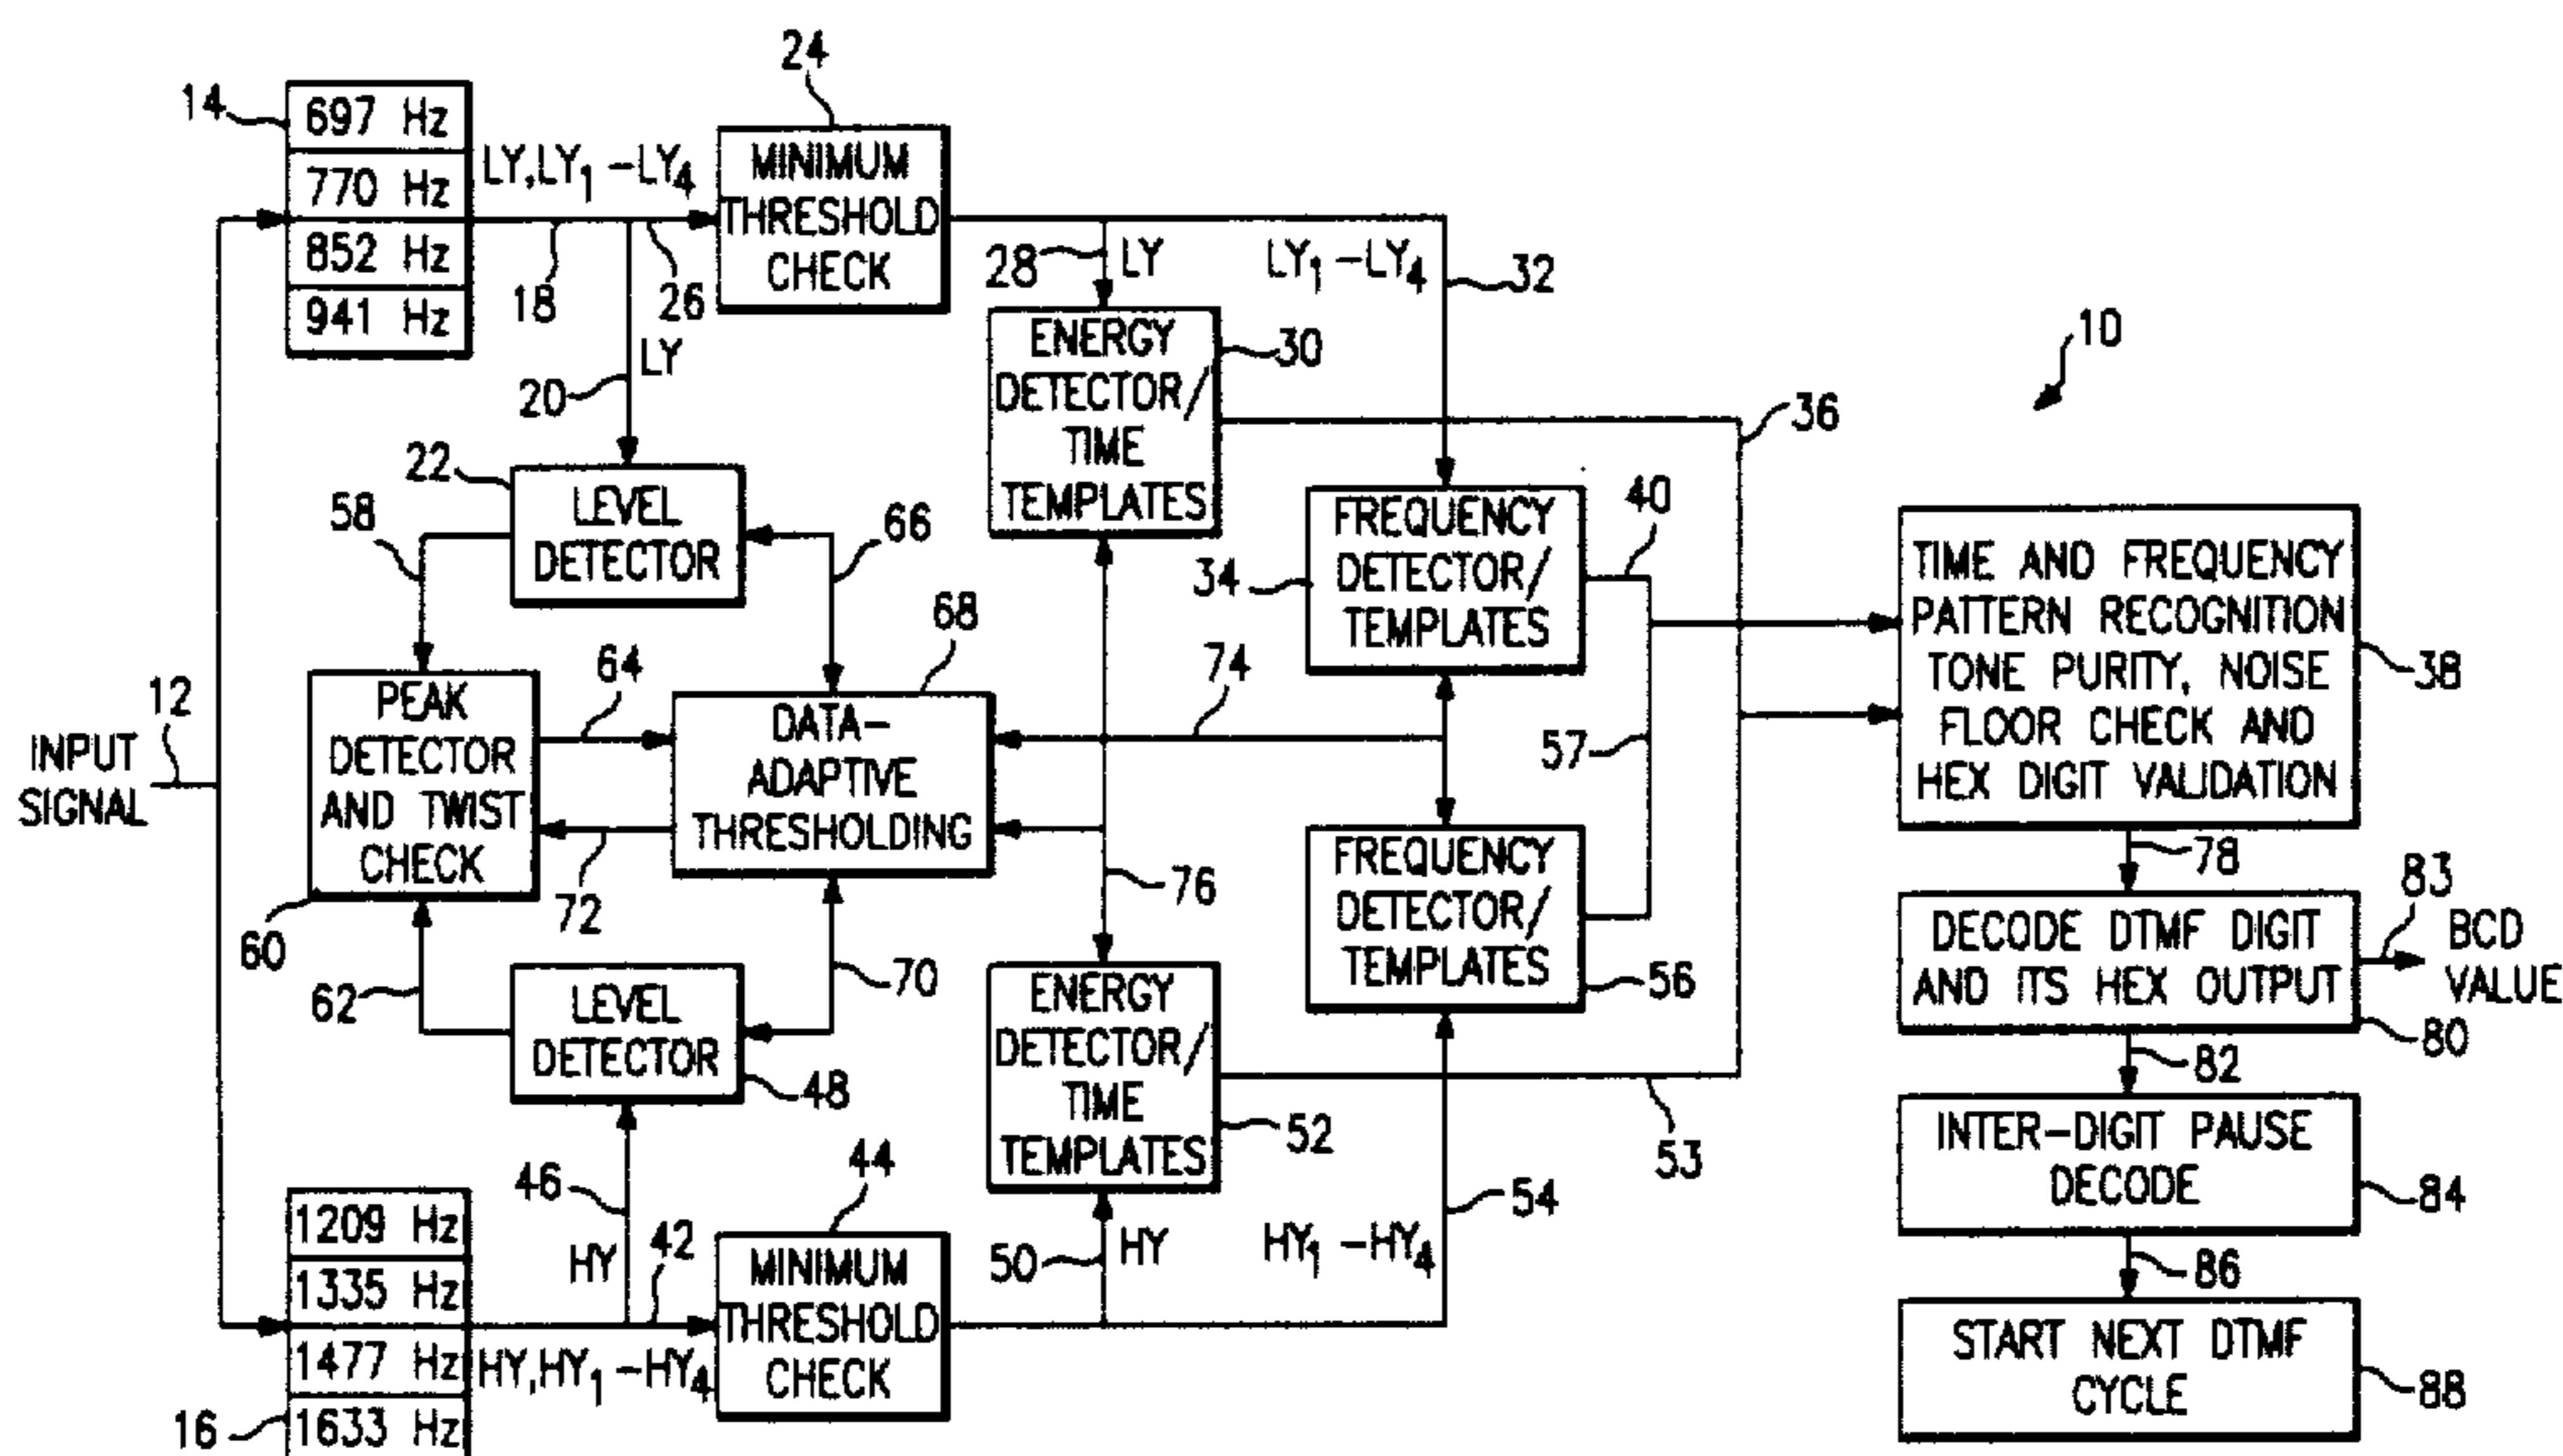 24
14
697 Hz
770 Hz
852 Hz
941 Hz
LY,LY1 -LY4
18
26
MINIMUM
THRESHOLD
CHECK
28
LY
LY1 -LY4
32
20
LY
ENERGY
DETECTOR/
TIME
TEMPLATES
30
10
36
22
LEVEL
DETECTOR
58
66
34
FREQUENCY
DETECTOR/
TEMPLATES
40
TIME AND FREQUENCY
PATTERN RECOGNITION
TONE PURITY, NOISE
FLOOR CHECK AND
HEX DIGIT VALIDATION
38
INPUT
SIGNAL
12
PEAK
DETECTOR
AND TWIST
CHECK
60
64
72
68
DATA-
ADAPTIVE
THRESHOLDING
74
76
57
FREQUENCY
DETECTOR/
TEMPLATES
56
78
DECODE DTMF DIGIT
AND ITS HEX OUTPUT
80
83
BCD
VALUE
62
LEVEL
DETECTOR
48
70
ENERGY
DETECTOR/
TIME
TEMPLATES
52
53
82
INTER-DIGIT PAUSE
DECODE
84
46
HY
42
44
MINIMUM
THRESHOLD
CHECK
50
HY
HY1 -HY4
54
86
START NEXT DTMF
CYCLE
88
1209 Hz
1335 Hz
1477 Hz
1633 Hz
16
HY,HY1 -HY4